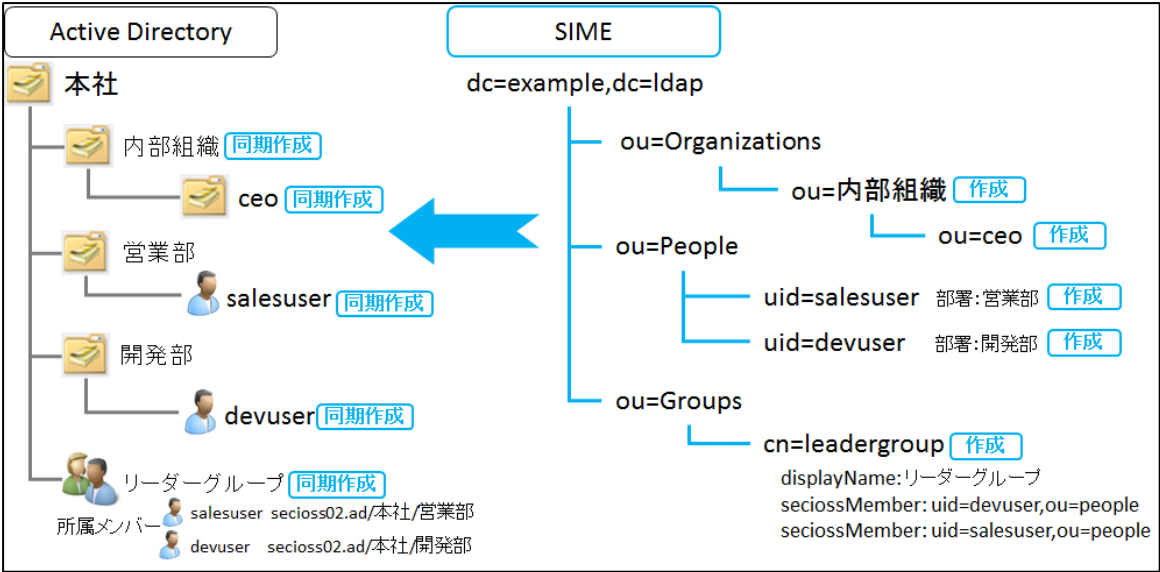 Active Directory
本社
内部組織 同期作成
ceo 同期作成
営業部
salesuser 同期作成
開発部
devuser 同期作成
リーダーグループ 同期作成
所属メンバー
salesuser secioss02.ad/本社/営業部
devuser secioss02.ad/本社/開発部
SIME
dc=example,dc=ldap
ou=Organizations
ou=内部組織 作成
ou=ceo 作成
ou=People
uid=salesuser 部署:営業部 作成
uid=devuser 部署:開発部 作成
ou=Groups
cn=leadergroup 作成
displayName:リーダーグループ
seciossMember: uid=devuser,ou=people
seciossMember: uid=salesuser,ou=people